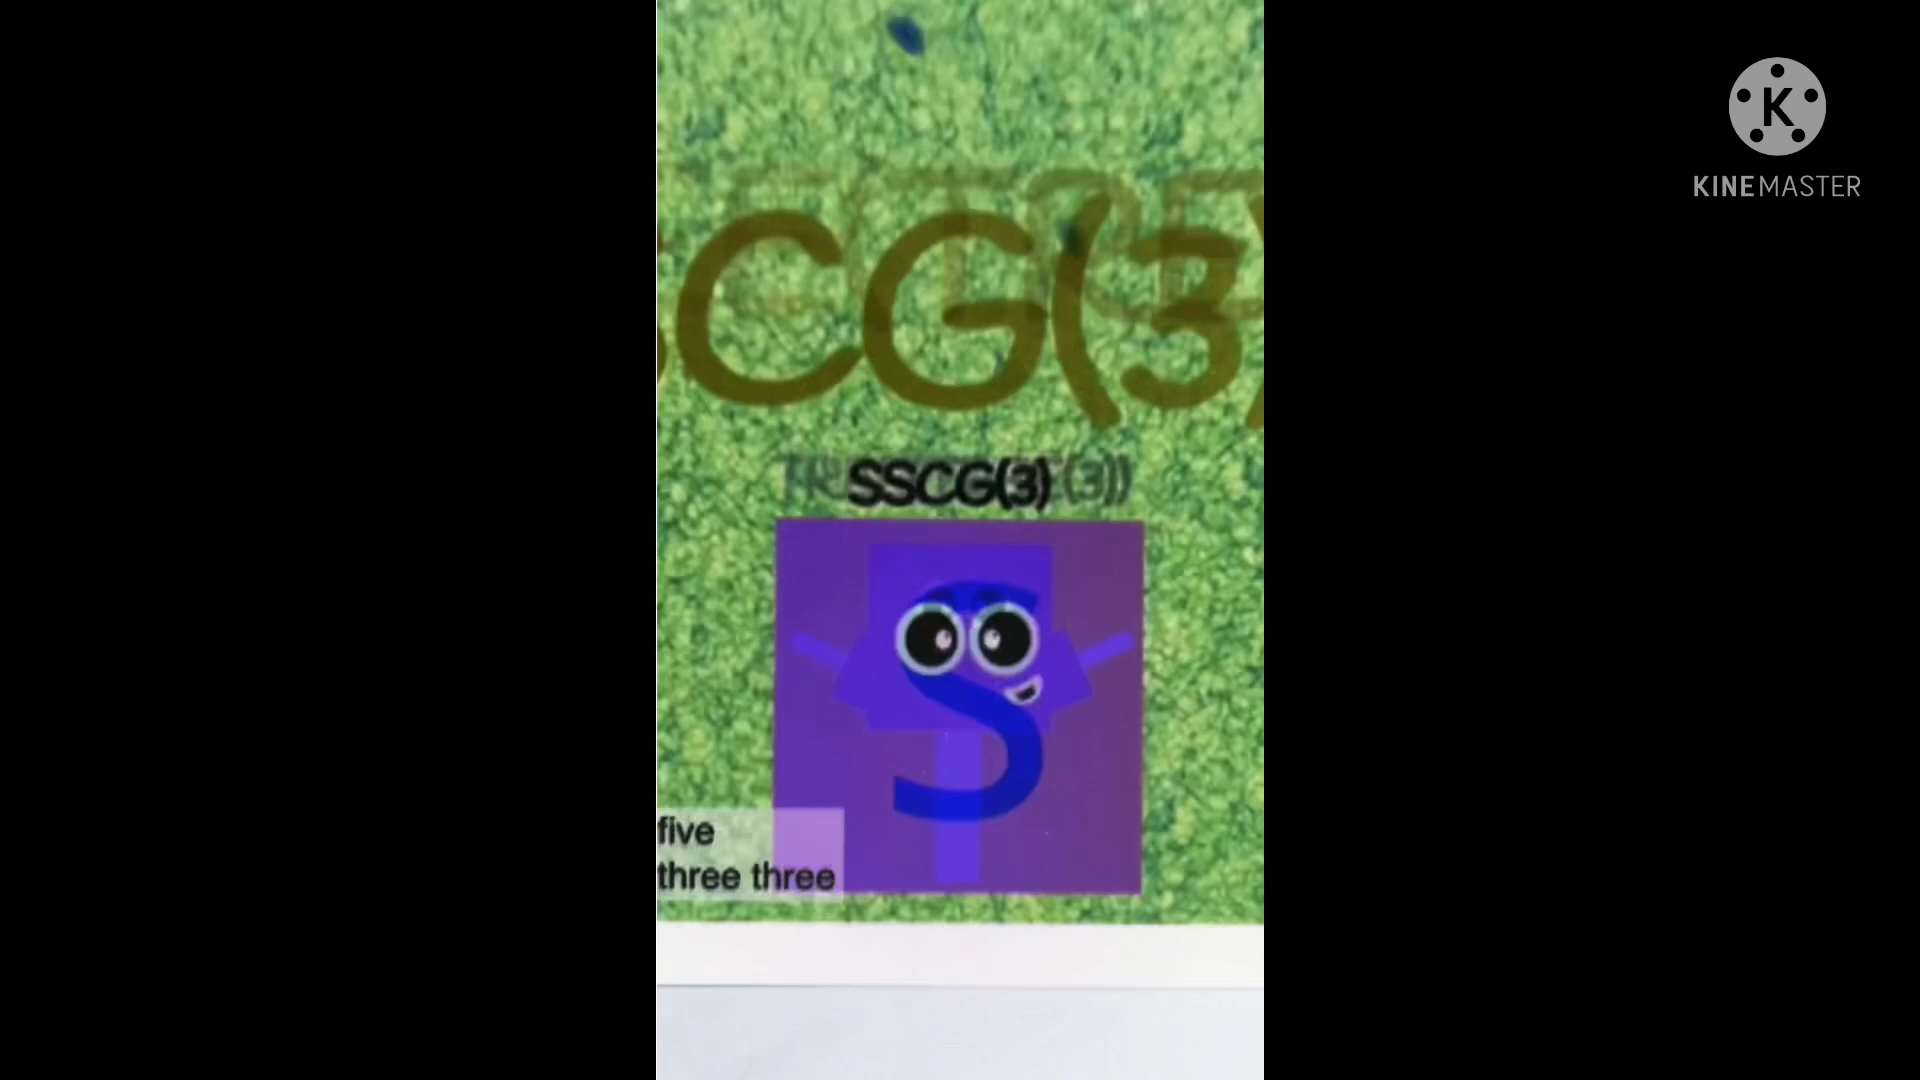 K
KINEMASTER
SCG(3)
SSCG(3)
S
five
three three